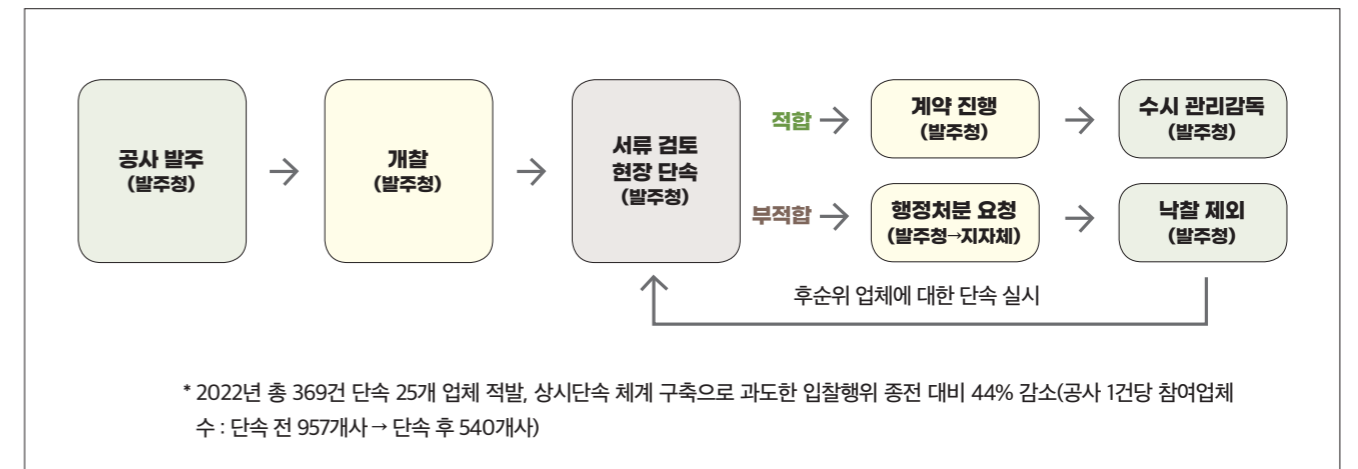 공사 발주
(발주청)
→
개찰
(발주청)
→
서류 검토
현장 단속
(발주청)
적합 →
계약 진행
(발주청)
→
수시 관리감독
(발주청)
부적합 →
행정처분 요청
(발주청→지자체)
→
낙찰 제외
(발주청)
후순위 업체에 대한 단속 실시
* 2022년 총 369건 단속 25개 업체 적발, 상시단속 체계 구축으로 과도한 입찰행위 종전 대비 44% 감소(공사 1건당 참여업체
수 : 단속 전 957개사 → 단속 후 540개사)